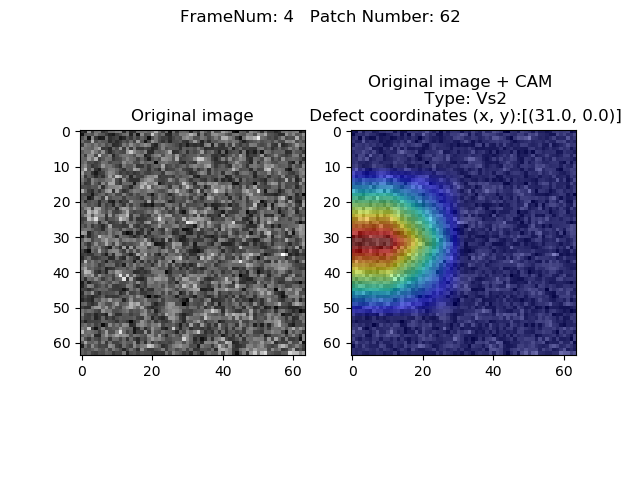 FrameNum: 4   Patch Number: 62
Original image
Original image + CAM
Type: Vs2
Defect coordinates (x, y):[(31.0, 0.0)]
0
10
20
30
40
50
60
0 20 40 60
0
10
20
30
40
50
60
0 20 40 60